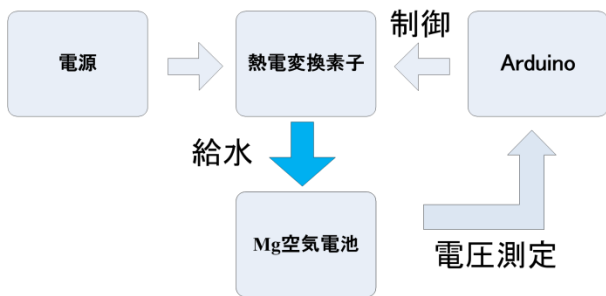 制御
電源
熱電変換素子
Arduino
給水
Mg空気電池
電圧測定